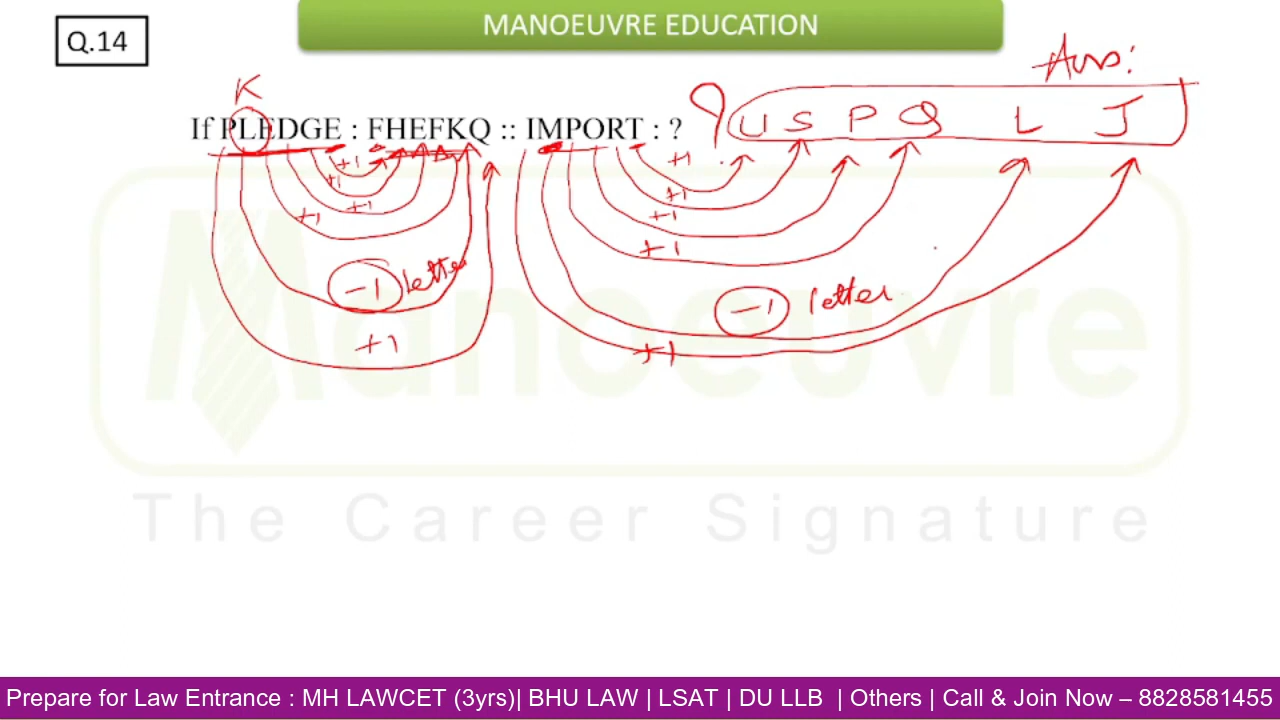 MANOEUVRE EDUCATION
Q.14
Ans:
K
If PLEDGE : FHEFKQ :: IMPORT : ? U S P Q L J
+1 +1
+1 +1
+1 +1
+1 +1
-1 letter -1 letter
+1 +1
Manoeuvre
The Career Signature
Prepare for Law Entrance : MH LAWCET (3yrs)| BHU LAW | LSAT | DU LLB | Others | Call & Join Now – 8828581455